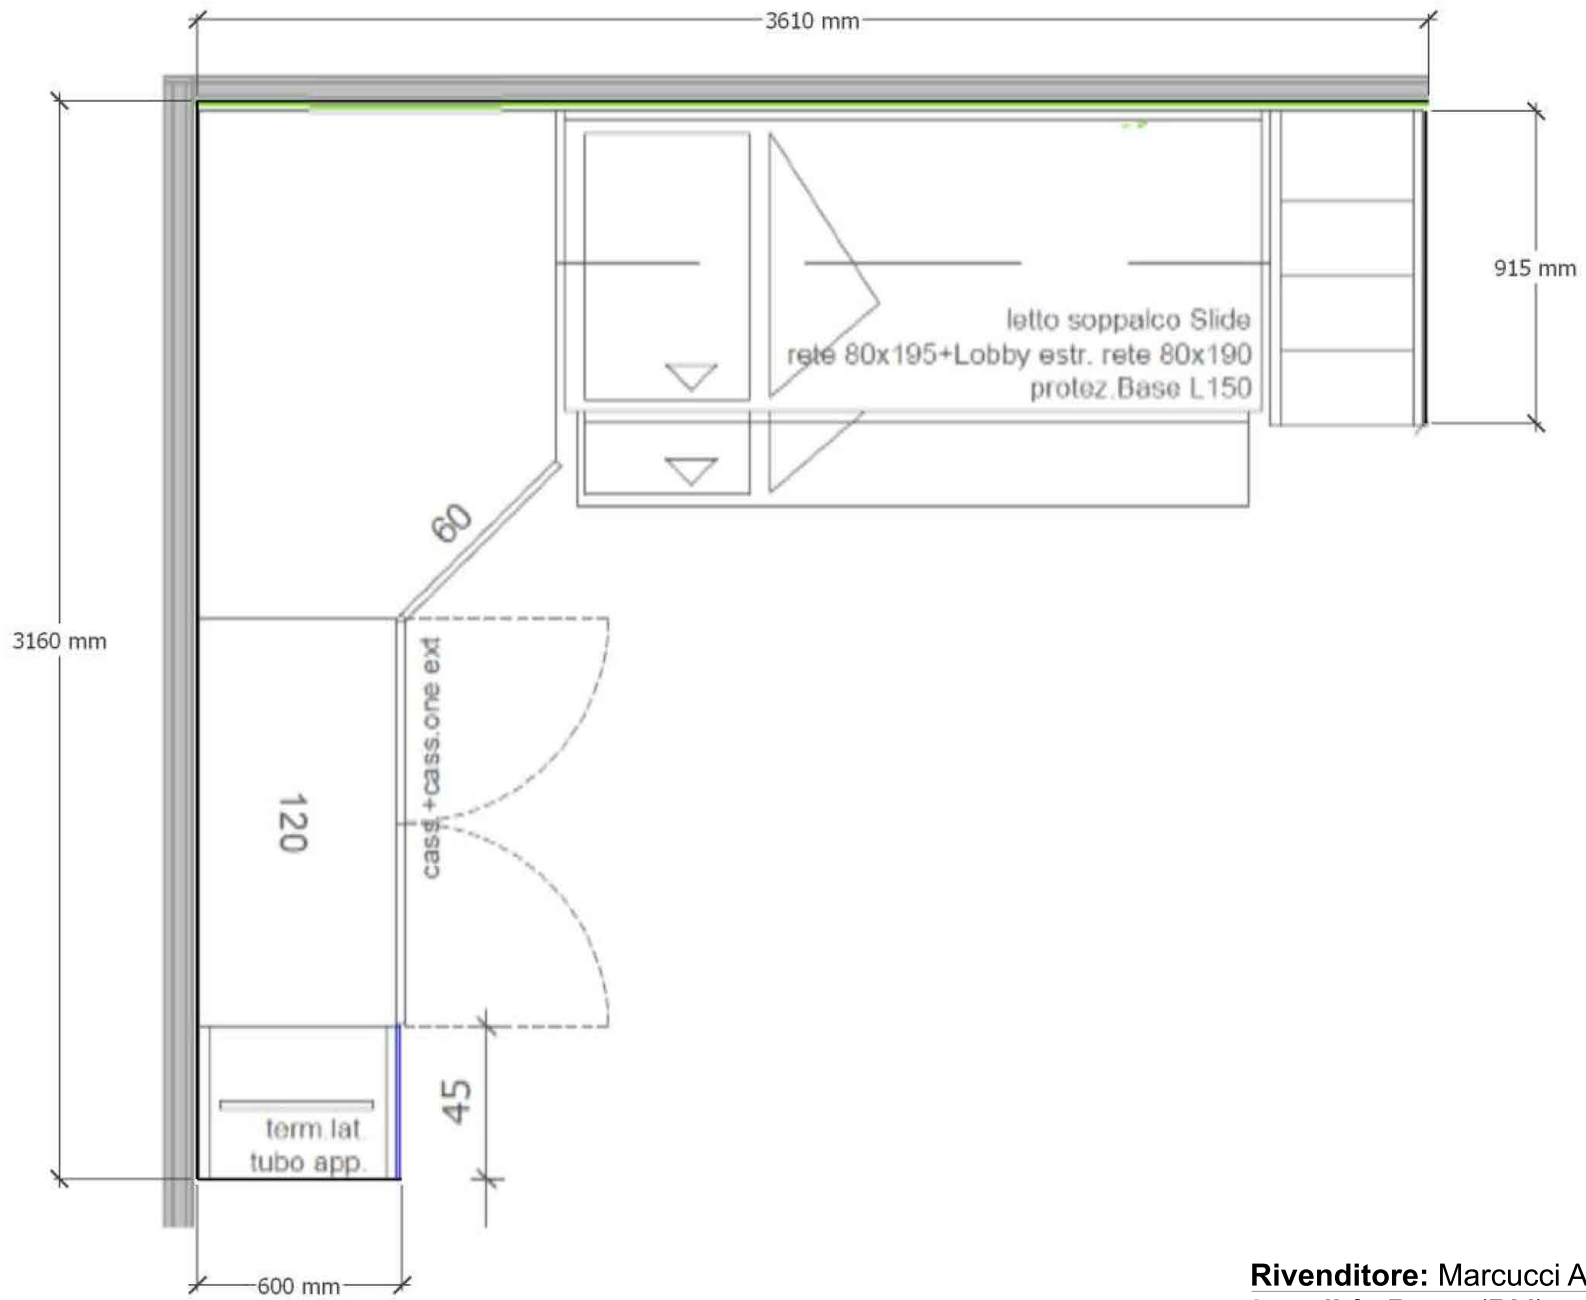 3610 mm
915 mm
letto soppalco Slide
rete 80x195+Lobby estr. rete 80x190
protez.Base L150
60
3160 mm
cass.+cass.one ext
120
45
term.lat.
tubo app.
600 mm
Rivenditore: Marcucci A